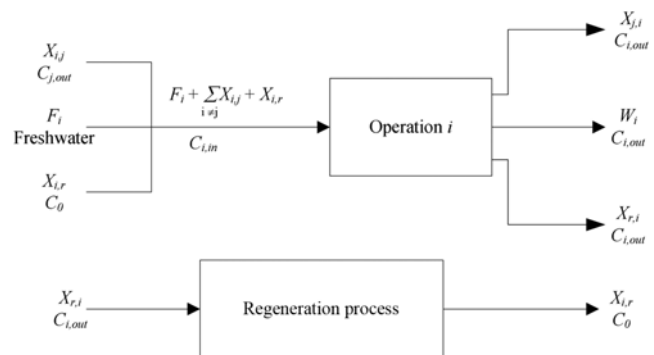 X_{i,j}
C_{j,out}
F_i
Freshwater
X_{i,r}
C_0
F_i + \sum_{i≠j} X_{i,j} + X_{i,r}
C_{i,in}
Operation i
X_{j,i}
C_{i,out}
W_i
C_{i,out}
X_{r,i}
C_{i,out}
X_{r,i}
C_{i,out}
Regeneration process
X_{i,r}
C_0